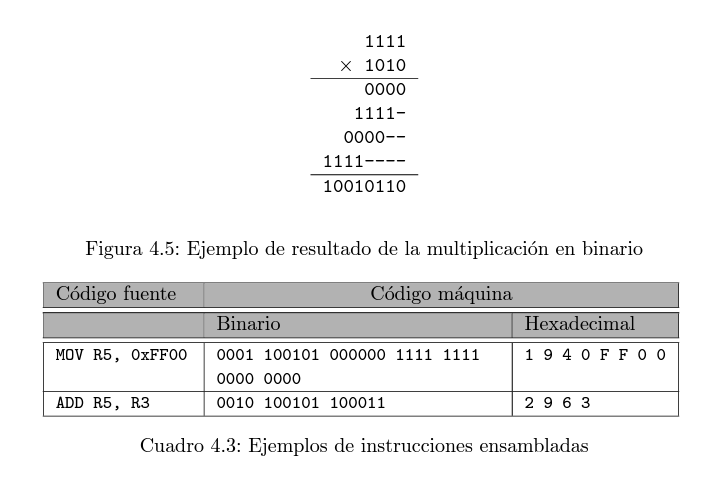 1111
× 1010
0000
1111-
0000--
1111----
10010110
Figura 4.5: Ejemplo de resultado de la multiplicación en binario
Código fuente Código máquina
Binario Hexadecimal
MOV R5, 0xFF00 0001 100101 000000 1111 1111 1 9 4 0 F F 0 0
0000 0000
ADD R5, R3 0010 100101 100011 2 9 6 3
Cuadro 4.3: Ejemplos de instrucciones ensambladas